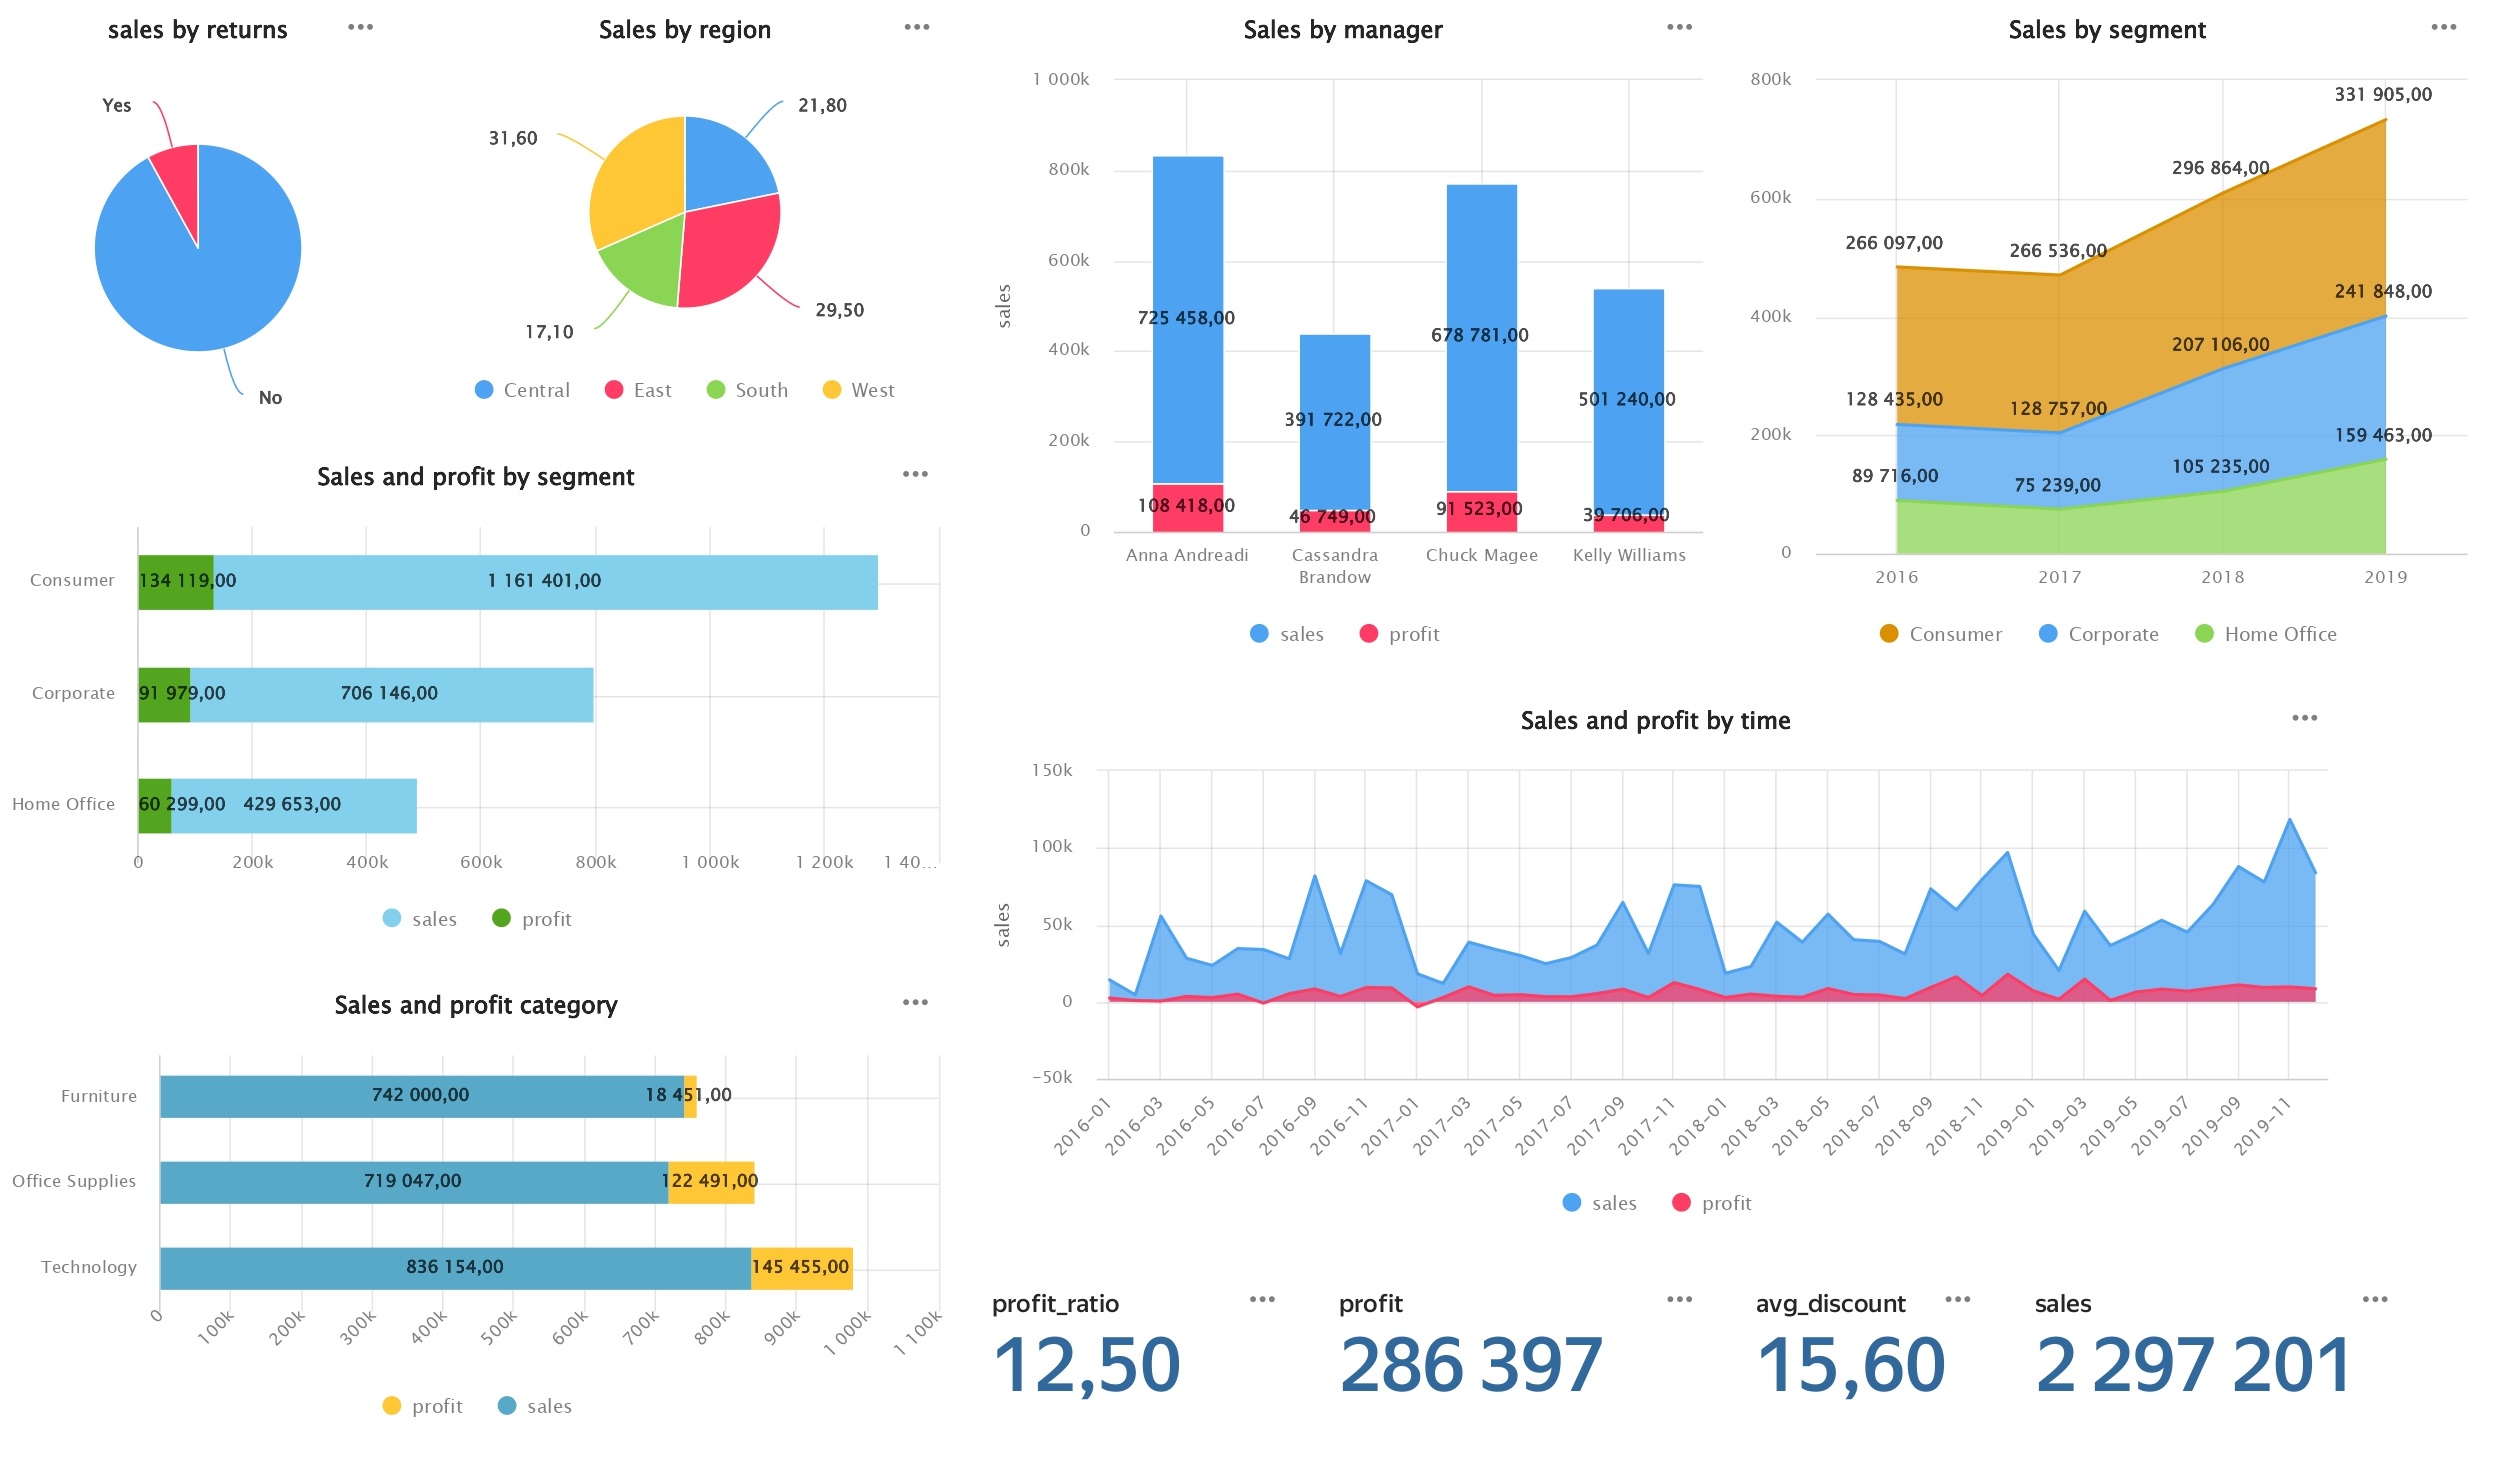 sales by returns
Yes
No
Sales by region
21,80
31,60
29,50
17,10
Central East South West
Sales by manager
1 000k
800k
600k
400k
200k
0
sales
725 458,00
108 418,00
391 722,00
46 749,00
678 781,00
91 523,00
501 240,00
39 706,00
Anna Andreadi
Cassandra
Brandow
Chuck Magee
Kelly Williams
sales profit
Sales by segment
800k
600k
400k
200k
0
331 905,00
296 864,00
266 097,00
266 536,00
241 848,00
207 106,00
128 435,00
128 757,00
159 463,00
89 716,00
75 239,00
105 235,00
2016 2017 2018 2019
Consumer Corporate Home Office
Sales and profit by segment
Consumer 134 119,00 1 161 401,00
Corporate 91 979,00 706 146,00
Home Office 60 299,00 429 653,00
0 200k 400k 600k 800k 1 000k 1 200k 1 40...
sales profit
Sales and profit by time
150k
100k
50k
0
-50k
sales
2016-01 2016-03 2016-05 2016-07 2016-09 2016-11 2017-01 2017-03 2017-05 2017-07 2017-09 2017-11 2018-01 2018-03 2018-05 2018-07 2018-09 2018-11 2019-01 2019-03 2019-05 2019-07 2019-09 2019-11
sales profit
Sales and profit category
Furniture 742 000,00 18 451,00
Office Supplies 719 047,00 122 491,00
Technology 836 154,00 145 455,00
0 100k 200k 300k 400k 500k 600k 700k 800k 900k 1 000k 1 100k
profit sales
profit_ratio
12,50
profit
286 397
avg_discount
15,60
sales
2 297 201